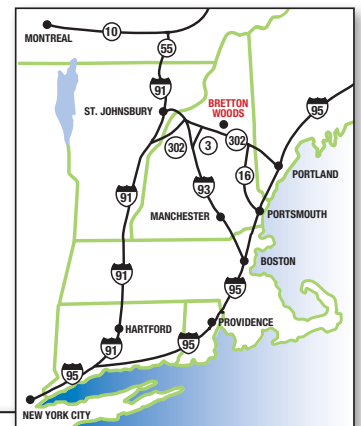 MONTREAL
10
55
91
95
ST. JOHNSBURY
BRETTON
WOODS
302
3
302
16
PORTLAND
91
93
MANCHESTER
PORTSMOUTH
91
BOSTON
95
HARTFORD
PROVIDENCE
91
95
95
NEW YORK CITY